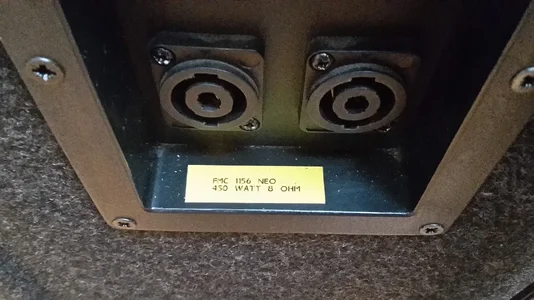 FMC 1156 NEO
450 WATT 8 OHM